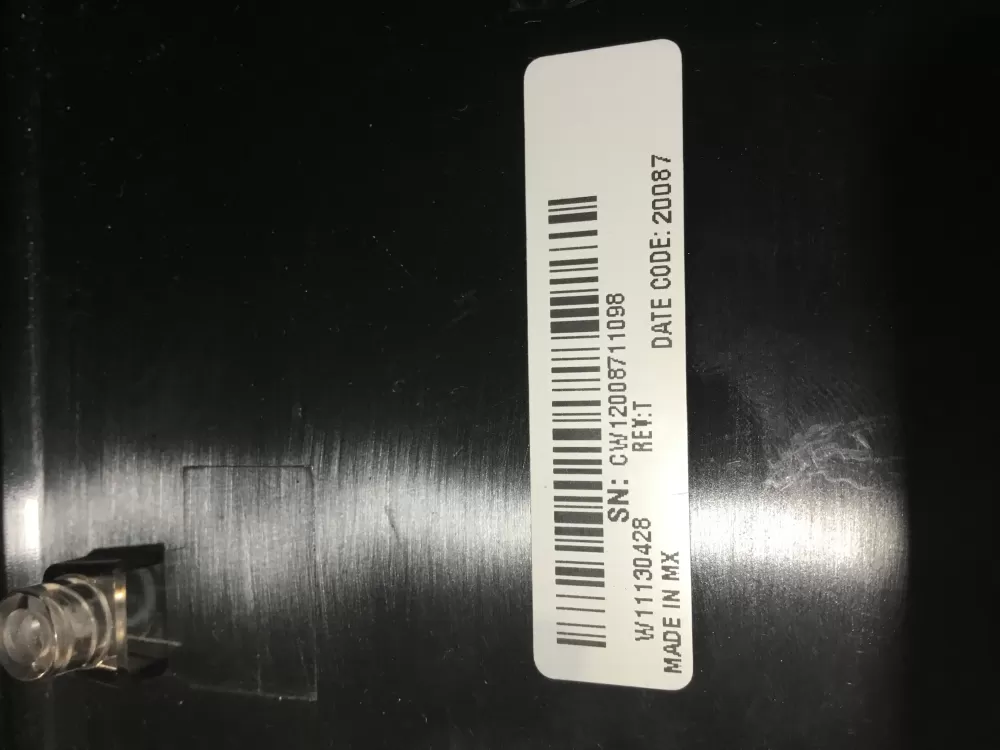 SN: CW12008711098
W11130428 REV:T
MADE IN MX DATE CODE: 20087